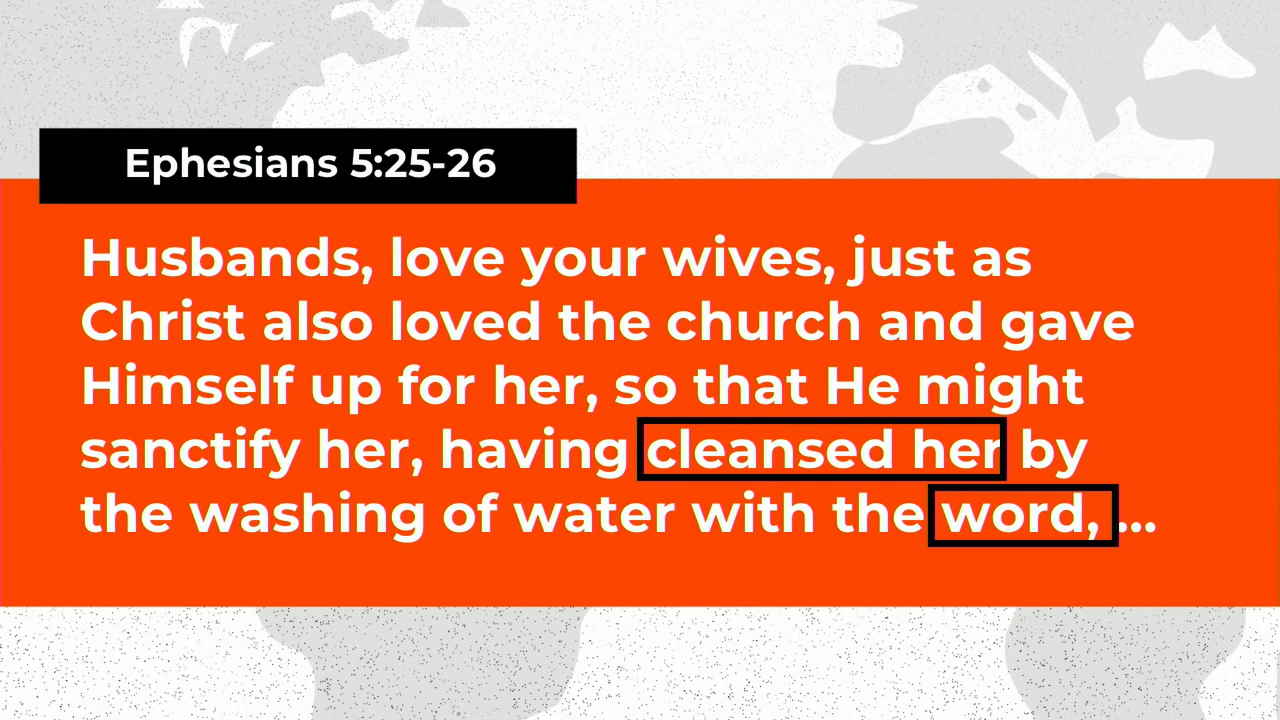 Ephesians 5:25-26
Husbands, love your wives, just as
Christ also loved the church and gave
Himself up for her, so that He might
sanctify her, having cleansed her by
the washing of water with the word, ...